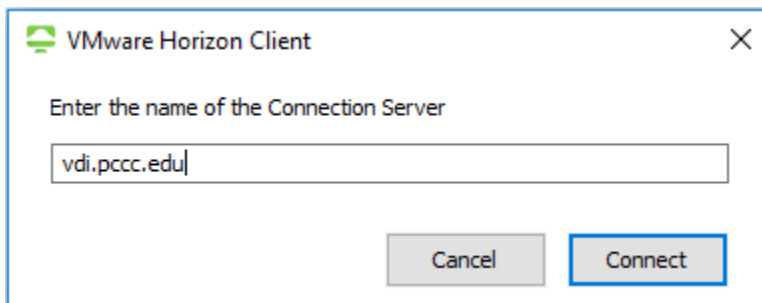 VMware Horizon Client
Enter the name of the Connection Server
vdi.pccc.edu
Cancel Connect